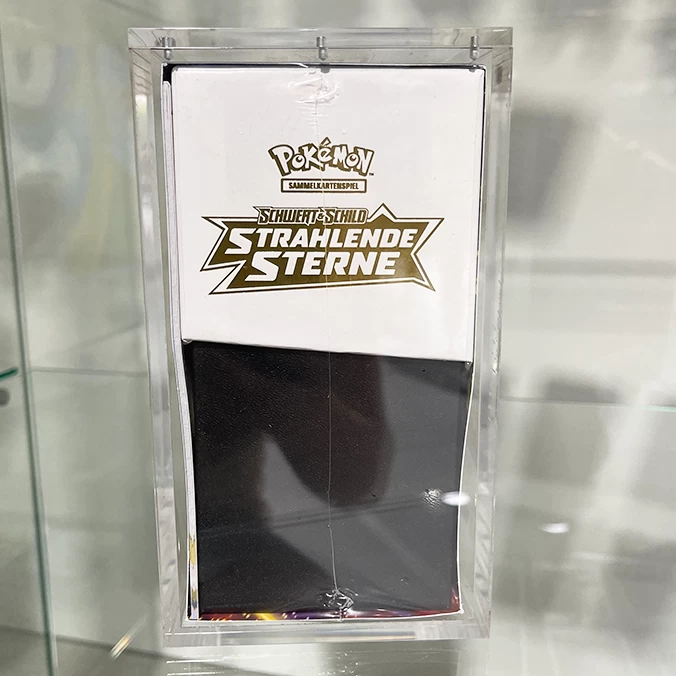 POKéMON
SAMMELKARTENSPIEL
SCHWERT&SCHILD
STRAHLENDE
STERNE